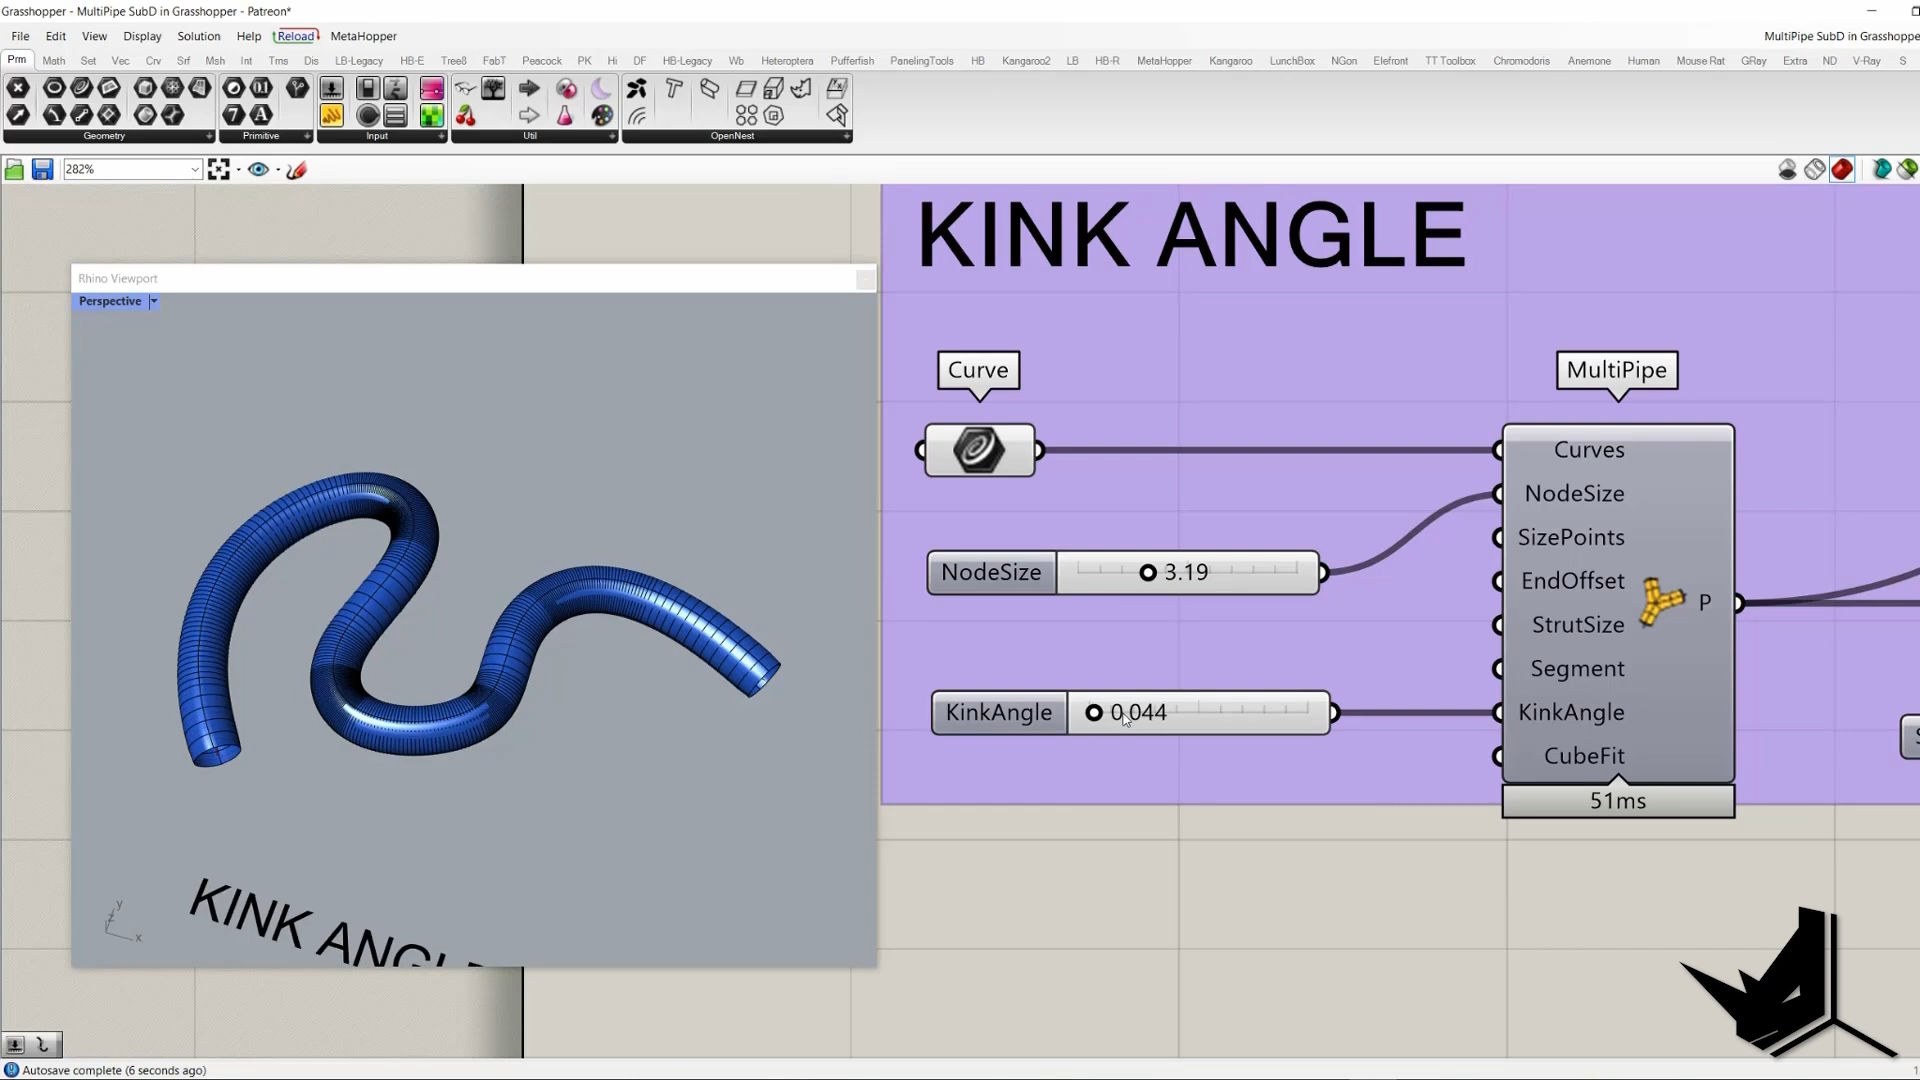 Grasshopper - MultiPipe SubD in Grasshopper - Patreon*
File Edit View Display Solution Help Reload MetaHopper
MultiPipe SubD in Grasshoppe
Prm Math Set Vec Crv Srf Msh Int Trns Dis LB-Legacy HB-E Tree8 FabT Peacock PK Hi DF HB-Legacy Wb Heteroptera Pufferfish PanelingTools HB Kangaroo2 LB HB-R MetaHopper Kangaroo LunchBox NGon Elefront TT Toolbox Chromodoris Anemone Human Mouse Rat GRay Extra ND V-Ray S
Geometry Primitive Input Util OpenNest
282%
KINK ANGLE
Rhino Viewport
Perspective
Curve
MultiPipe
Curves
NodeSize
SizePoints
EndOffset
StrutSize
Segment
KinkAngle
CubeFit
P
51ms
NodeSize 3.19
KinkAngle 0.044
KINK ANGLE
y
z
x
Autosave complete (6 seconds ago)